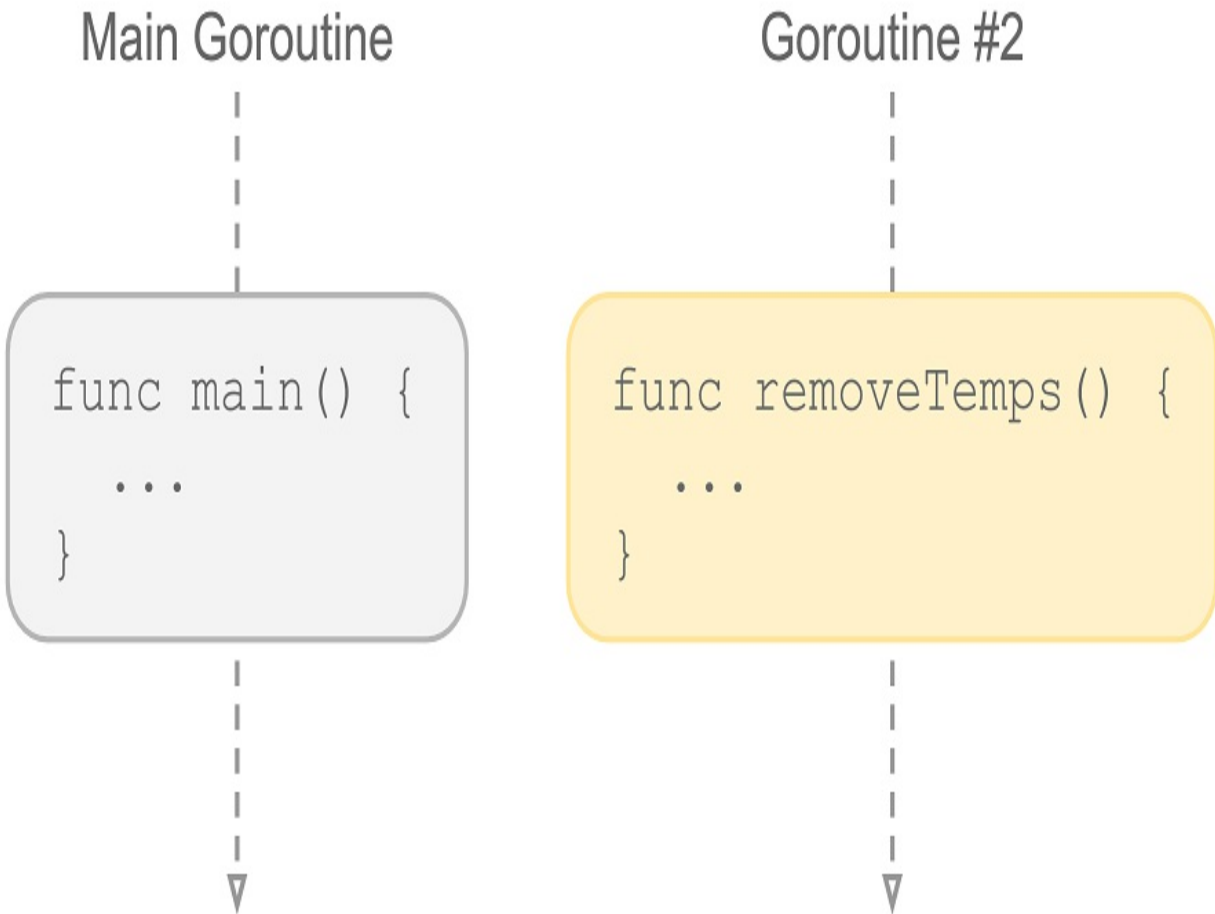 Main Goroutine
func main() {
...
}
Goroutine #2
func removeTemps() {
...
}